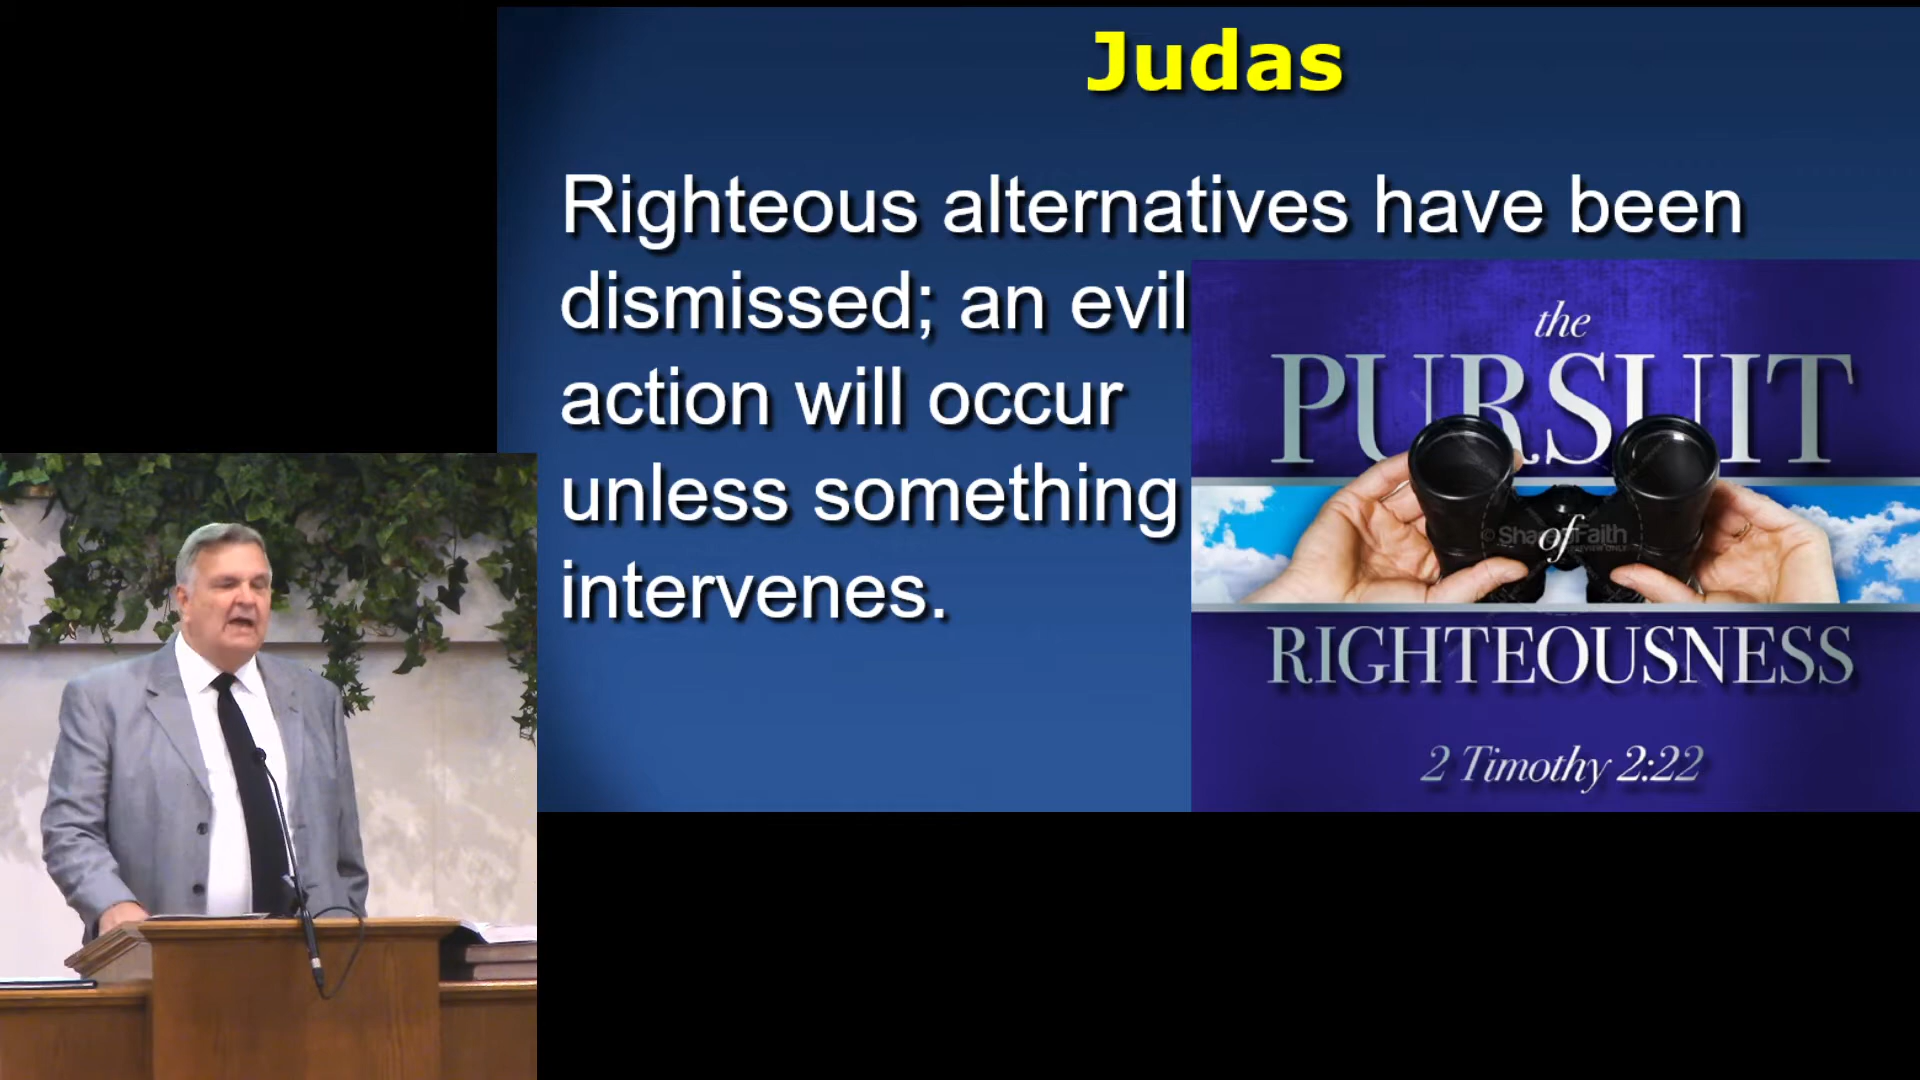 Judas
Righteous alternatives have been
dismissed; an evil
action will occur
unless something
intervenes.
the
PURSUIT
of
RIGHTEOUSNESS
2 Timothy 2:22